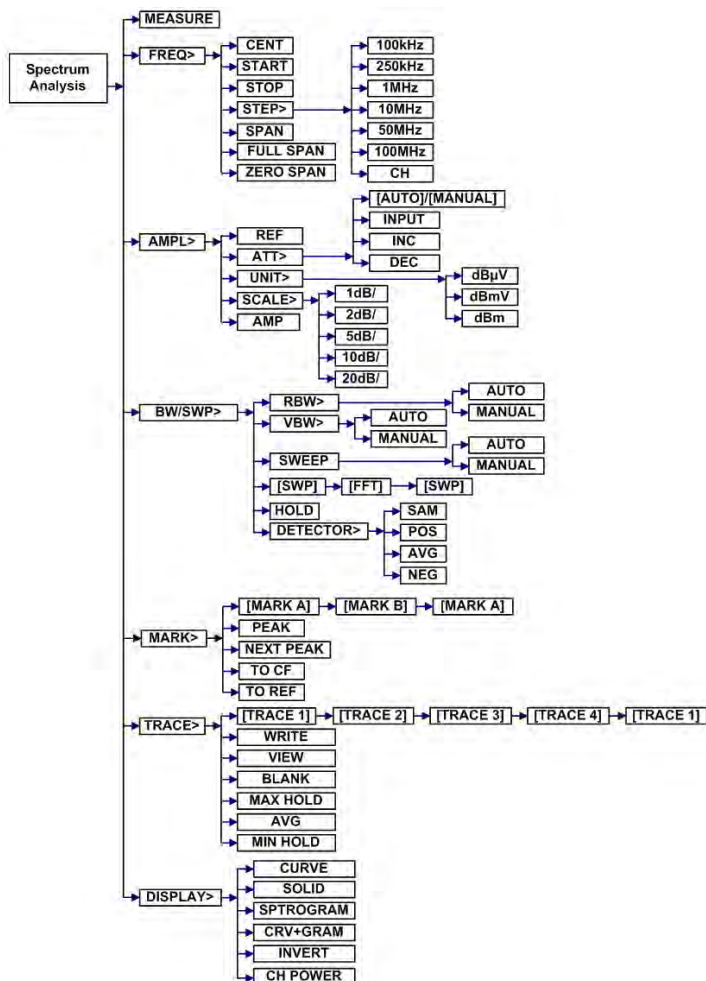 MEASURE
Spectrum
Analysis
FREQ>
CENT
START
STOP
STEP>
SPAN
FULL SPAN
ZERO SPAN
100kHz
250kHz
1MHz
10MHz
50MHz
100MHz
CH
AMPL>
REF
ATT>
UNIT>
SCALE>
AMP
[AUTO]/[MANUAL]
INPUT
INC
DEC
dBµV
dBmV
dBm
1dB/
2dB/
5dB/
10dB/
20dB/
BW/SWP>
RBW>
AUTO
MANUAL
VBW>
AUTO
MANUAL
SWEEP
AUTO
MANUAL
[SWP] [FFT] [SWP]
HOLD
DETECTOR>
SAM
POS
AVG
NEG
MARK>
[MARK A] [MARK B] [MARK A]
PEAK
NEXT PEAK
TO CF
TO REF
TRACE>
[TRACE 1] [TRACE 2] [TRACE 3] [TRACE 4] [TRACE 1]
WRITE
VIEW
BLANK
MAX HOLD
AVG
MIN HOLD
DISPLAY>
CURVE
SOLID
SPTROGRAM
CRV+GRAM
INVERT
CH POWER